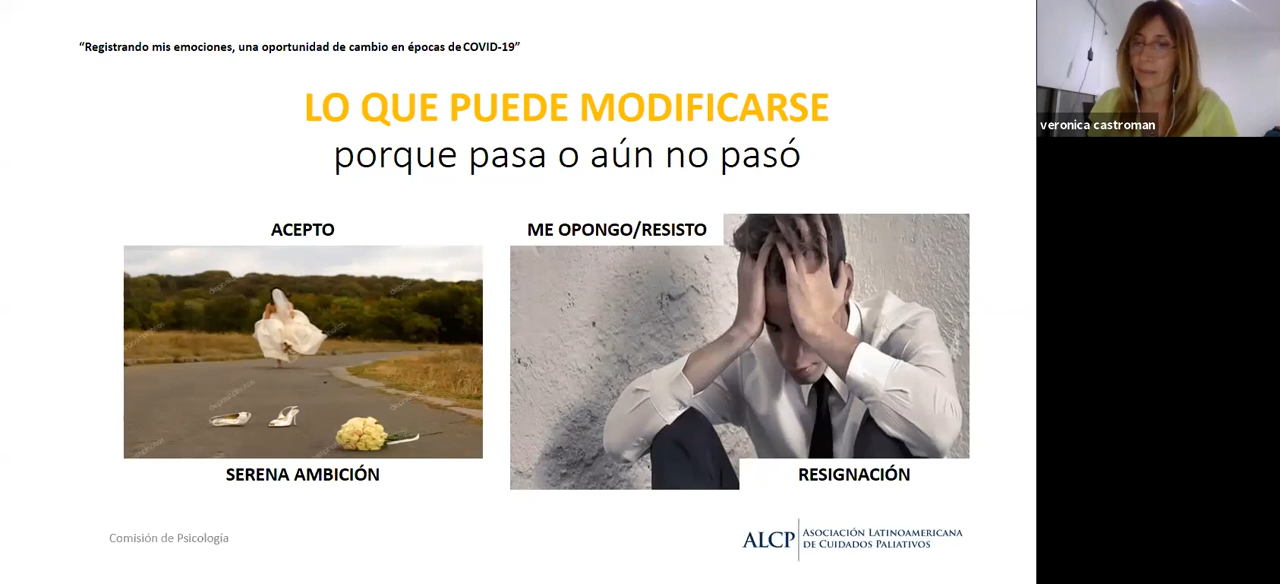 “Registrando mis emociones, una oportunidad de cambio en épocas de COVID-19”
LO QUE PUEDE MODIFICARSE
porque pasa o aún no pasó
ACEPTO
ME OPONGO/RESISTO
SERENA AMBICIÓN
RESIGNACIÓN
Comisión de Psicología
ALCP
ASOCIACIÓN LATINOAMERICANA
DE CUIDADOS PALIATIVOS
veronica castroman